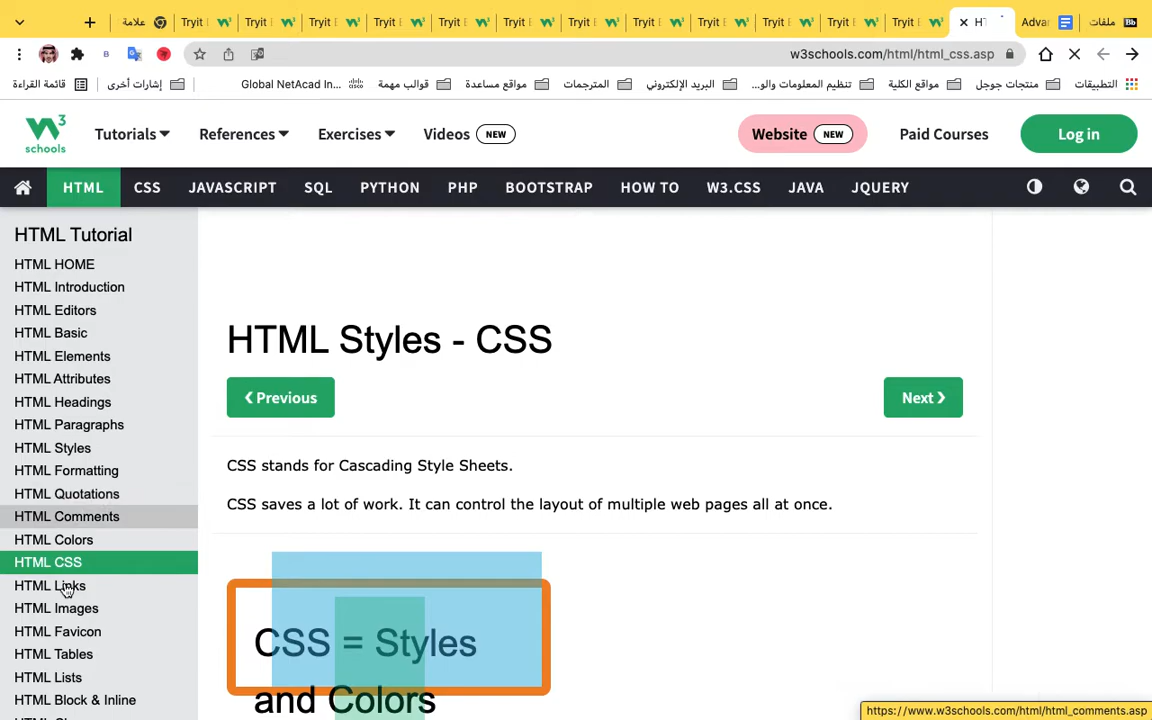 علامة
Tryit E
Tryit E
Tryit E
Tryit E
Tryit E
Tryit E
Tryit E
Tryit E
Tryit E
Tryit E
Tryit E
Tryit E
HT
Adva
ملفات
Bb
w3schools.com/html/html_css.asp
التطبيقات
منتجات جوجل
مواقع الكلية
تنظيم المعلومات والو...
البريد الإلكتروني
المترجمات
مواقع مساعدة
قوالب مهمة
Global NetAcad In...
إشارات أخرى
قائمة القراءة
W3 schools
Tutorials
References
Exercises
Videos NEW
Website NEW
Paid Courses
Log in
HTML CSS JAVASCRIPT SQL PYTHON PHP BOOTSTRAP HOW TO W3.CSS JAVA JQUERY
HTML Tutorial
HTML HOME
HTML Introduction
HTML Editors
HTML Basic
HTML Elements
HTML Attributes
HTML Headings
HTML Paragraphs
HTML Styles
HTML Formatting
HTML Quotations
HTML Comments
HTML Colors
HTML CSS
HTML Links
HTML Images
HTML Favicon
HTML Tables
HTML Lists
HTML Block & Inline
HTML Styles - CSS
❮ Previous
Next ❯
CSS stands for Cascading Style Sheets.
CSS saves a lot of work. It can control the layout of multiple web pages all at once.
CSS = Styles
and Colors
https://www.w3schools.com/html/html_comments.asp